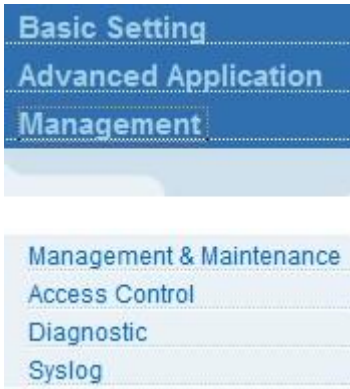 Basic Setting
Advanced Application
Management
Management & Maintenance
Access Control
Diagnostic
Syslog